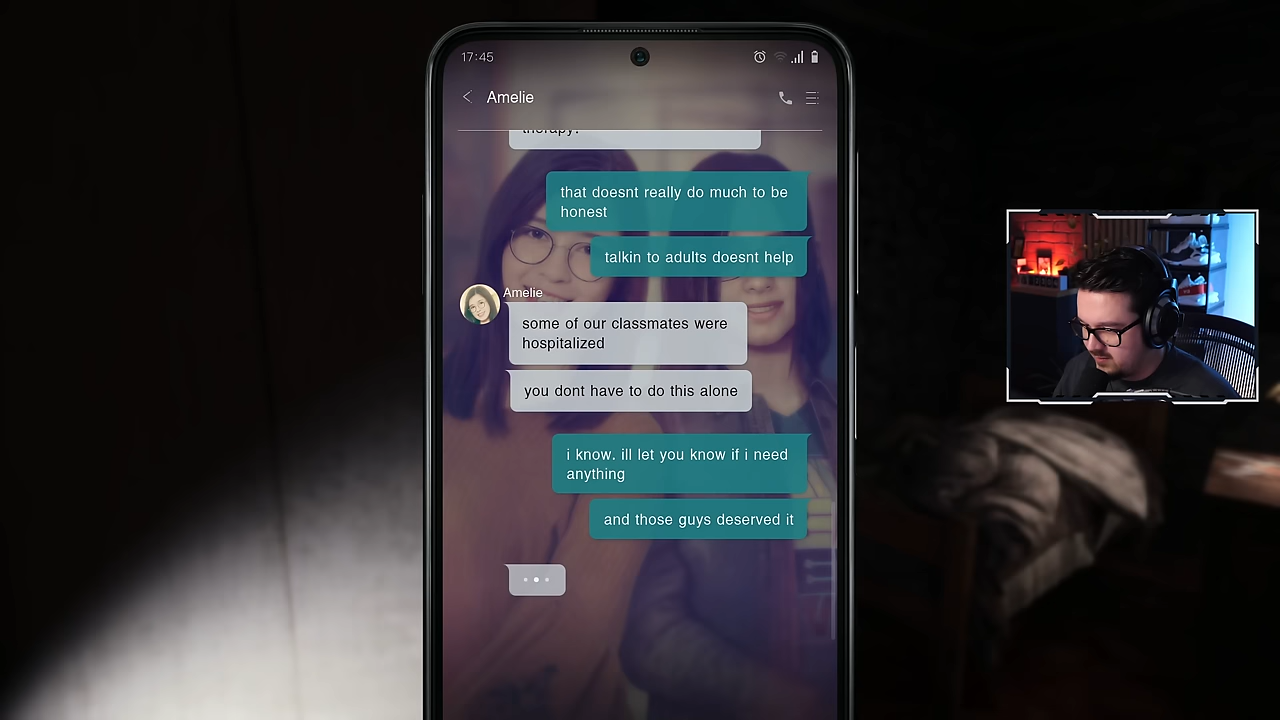 17:45
Amelie
therapy?
that doesnt really do much to be
honest
talkin to adults doesnt help
Amelie
some of our classmates were
hospitalized
you dont have to do this alone
i know. ill let you know if i need
anything
and those guys deserved it